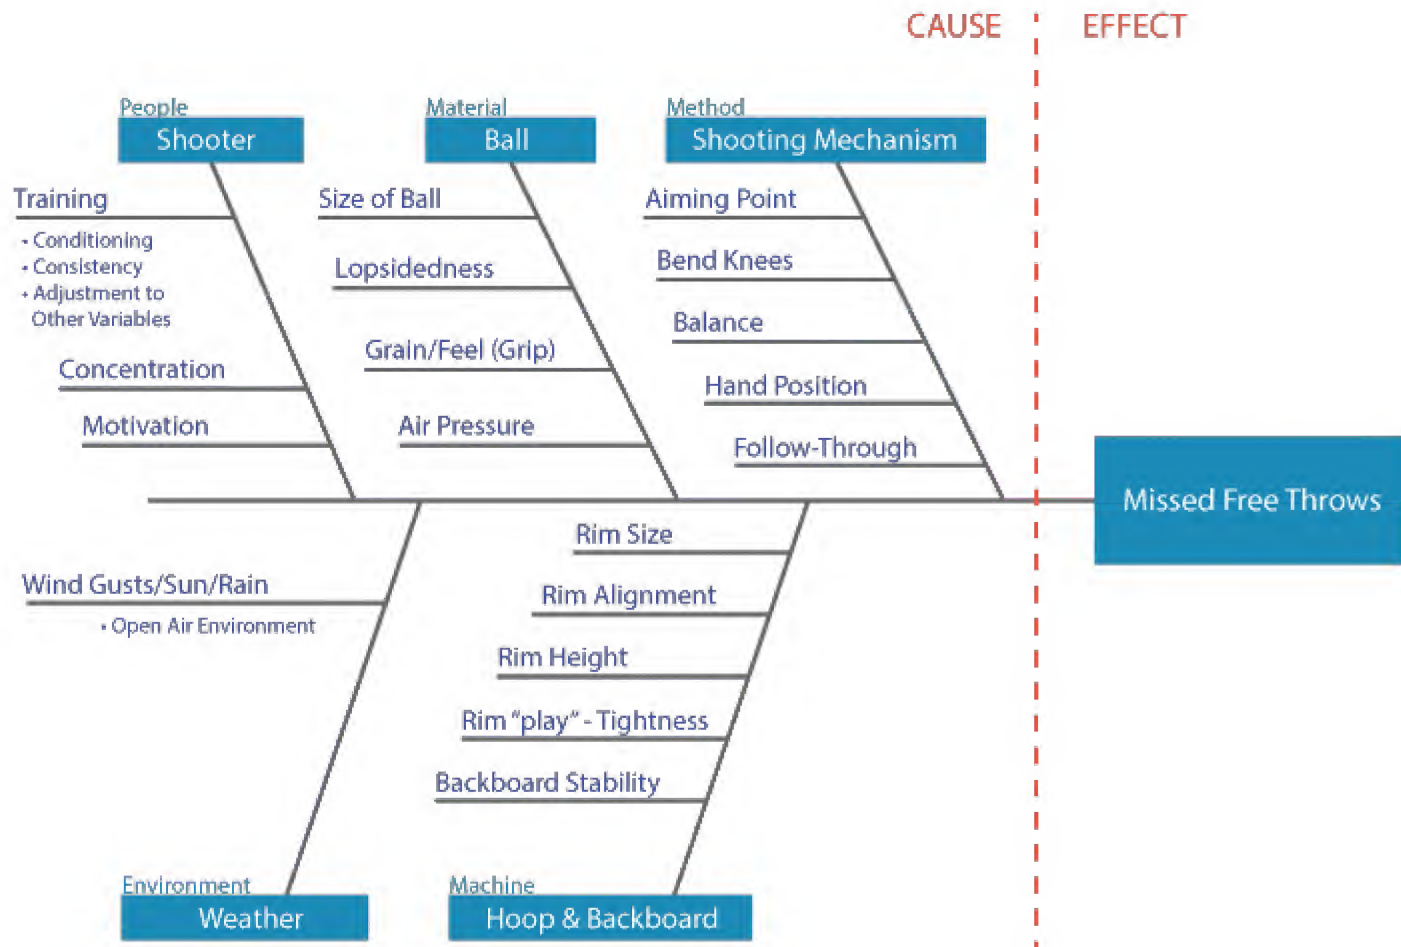 CAUSE
EFFECT
People
Shooter
Material
Ball
Method
Shooting Mechanism
Training
• Conditioning
• Consistency
• Adjustment to
Other Variables
Concentration
Motivation
Size of Ball
Lopsidedness
Grain/Feel (Grip)
Air Pressure
Aiming Point
Bend Knees
Balance
Hand Position
Follow-Through
Missed Free Throws
Wind Gusts/Sun/Rain
• Open Air Environment
Rim Size
Rim Alignment
Rim Height
Rim "play" - Tightness
Backboard Stability
Environment
Weather
Machine
Hoop & Backboard